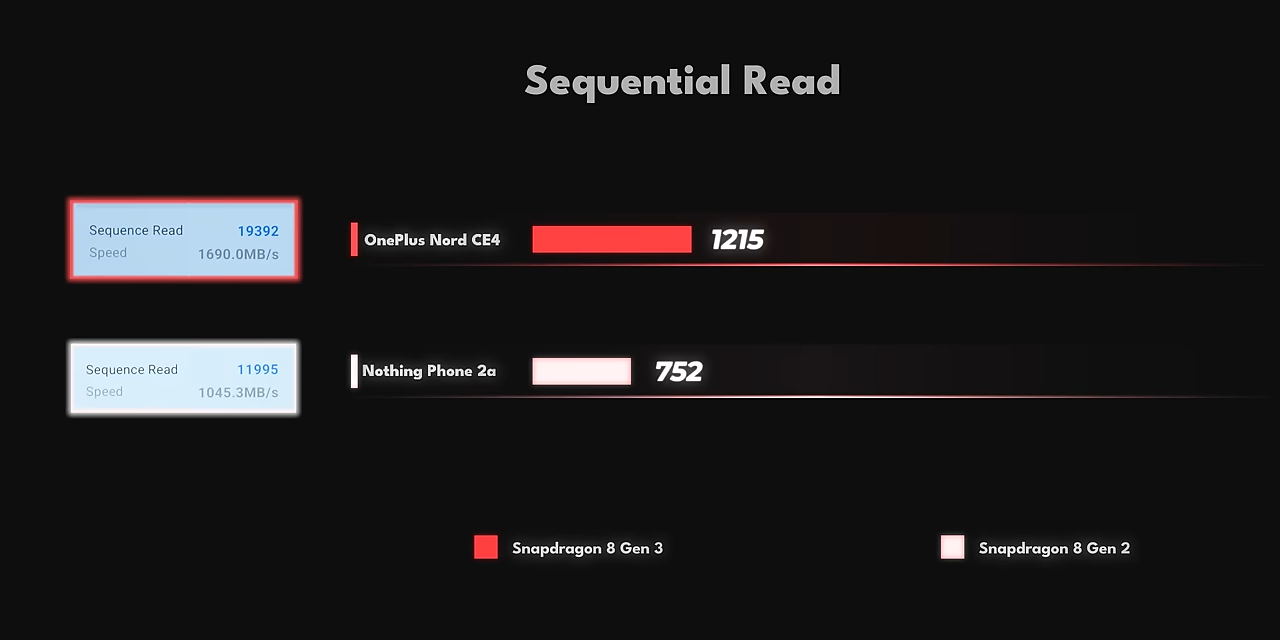 Sequential Read
Sequence Read 19392
Speed 1690.0MB/s
OnePlus Nord CE4 1215
Sequence Read 11995
Speed 1045.3MB/s
Nothing Phone 2a 752
Snapdragon 8 Gen 3
Snapdragon 8 Gen 2